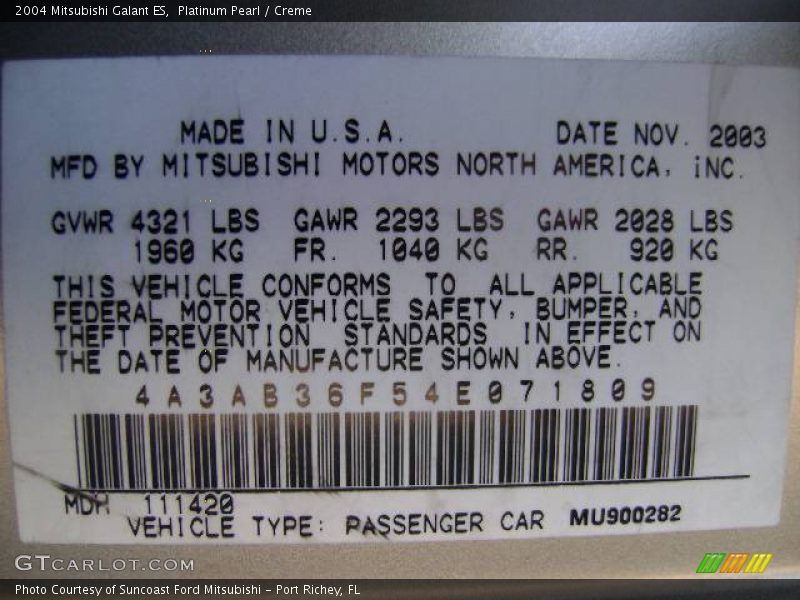 2004 Mitsubishi Galant ES, Platinum Pearl / Creme
MADE IN U.S.A. DATE NOV. 2003
MFD BY MITSUBISHI MOTORS NORTH AMERICA, iNC.
GVWR 4321 LBS GAWR 2293 LBS GAWR 2028 LBS
1960 KG FR. 1040 KG RR. 920 KG
THIS VEHICLE CONFORMS TO ALL APPLICABLE
FEDERAL MOTOR VEHICLE SAFETY, BUMPER, AND
THEFT PREVENTION STANDARDS IN EFFECT ON
THE DATE OF MANUFACTURE SHOWN ABOVE.
4A3AB36F54E071809
MDH 111420
VEHICLE TYPE: PASSENGER CAR MU900282
GTCARLOT.COM
Photo Courtesy of Suncoast Ford Mitsubishi - Port Richey, FL